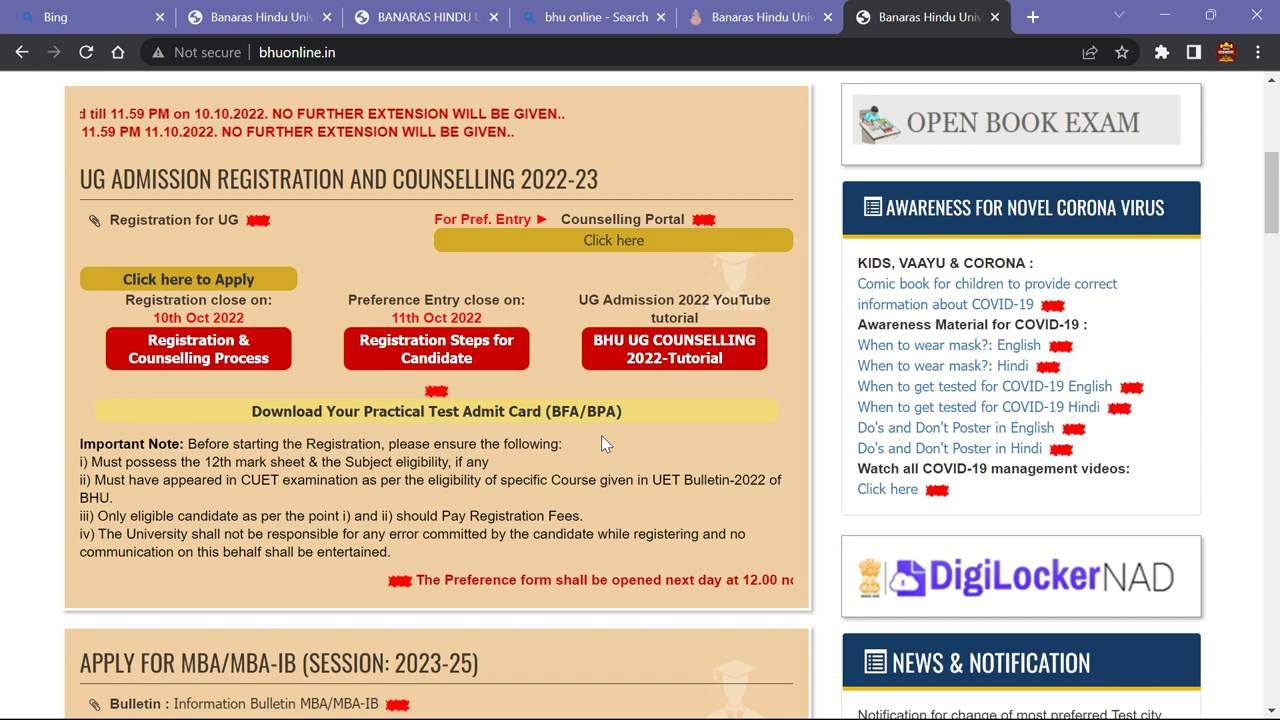 Bing
Banaras Hindu Univ
BANARAS HINDU U
bhu online - Search
Banaras Hindu Univ
Banaras Hindu Univ
Not secure
bhuonline.in
d till 11.59 PM on 10.10.2022. NO FURTHER EXTENSION WILL BE GIVEN..
11.59 PM 11.10.2022. NO FURTHER EXTENSION WILL BE GIVEN..
UG ADMISSION REGISTRATION AND COUNSELLING 2022-23
Registration for UG
For Pref. Entry ► Counselling Portal
Click here
Click here to Apply
Registration close on:
10th Oct 2022
Registration &
Counselling Process
Preference Entry close on:
11th Oct 2022
Registration Steps for
Candidate
UG Admission 2022 YouTube
tutorial
BHU UG COUNSELLING
2022-Tutorial
Download Your Practical Test Admit Card (BFA/BPA)
Important Note: Before starting the Registration, please ensure the following:
i) Must possess the 12th mark sheet & the Subject eligibility, if any
ii) Must have appeared in CUET examination as per the eligibility of specific Course given in UET Bulletin-2022 of
BHU.
iii) Only eligible candidate as per the point i) and ii) should Pay Registration Fees.
iv) The University shall not be responsible for any error committed by the candidate while registering and no
communication on this behalf shall be entertained.
The Preference form shall be opened next day at 12.00 no
APPLY FOR MBA/MBA-IB (SESSION: 2023-25)
Bulletin : Information Bulletin MBA/MBA-IB
OPEN BOOK EXAM
AWARENESS FOR NOVEL CORONA VIRUS
KIDS, VAAYU & CORONA :
Comic book for children to provide correct
information about COVID-19
Awareness Material for COVID-19 :
When to wear mask?: English
When to wear mask?: Hindi
When to get tested for COVID-19 English
When to get tested for COVID-19 Hindi
Do's and Don't Poster in English
Do's and Don't Poster in Hindi
Watch all COVID-19 management videos:
Click here
DigiLockerNAD
NEWS & NOTIFICATION
Notification for change of most preferred Test city